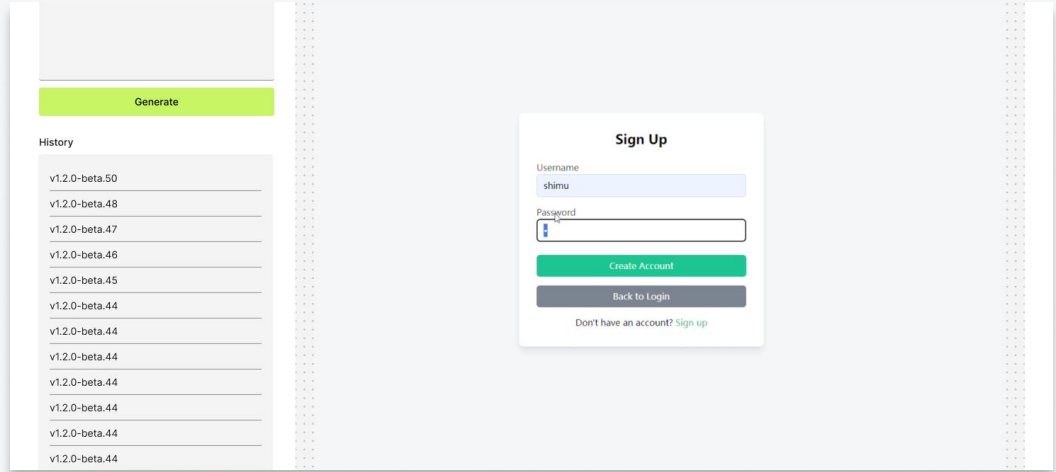 Generate
History
v1.2.0-beta.50
v1.2.0-beta.48
v1.2.0-beta.47
v1.2.0-beta.46
v1.2.0-beta.45
v1.2.0-beta.44
v1.2.0-beta.44
v1.2.0-beta.44
v1.2.0-beta.44
v1.2.0-beta.44
v1.2.0-beta.44
v1.2.0-beta.44
Sign Up
Username
shimu
Password
Create Account
Back to Login
Don't have an account? Sign up